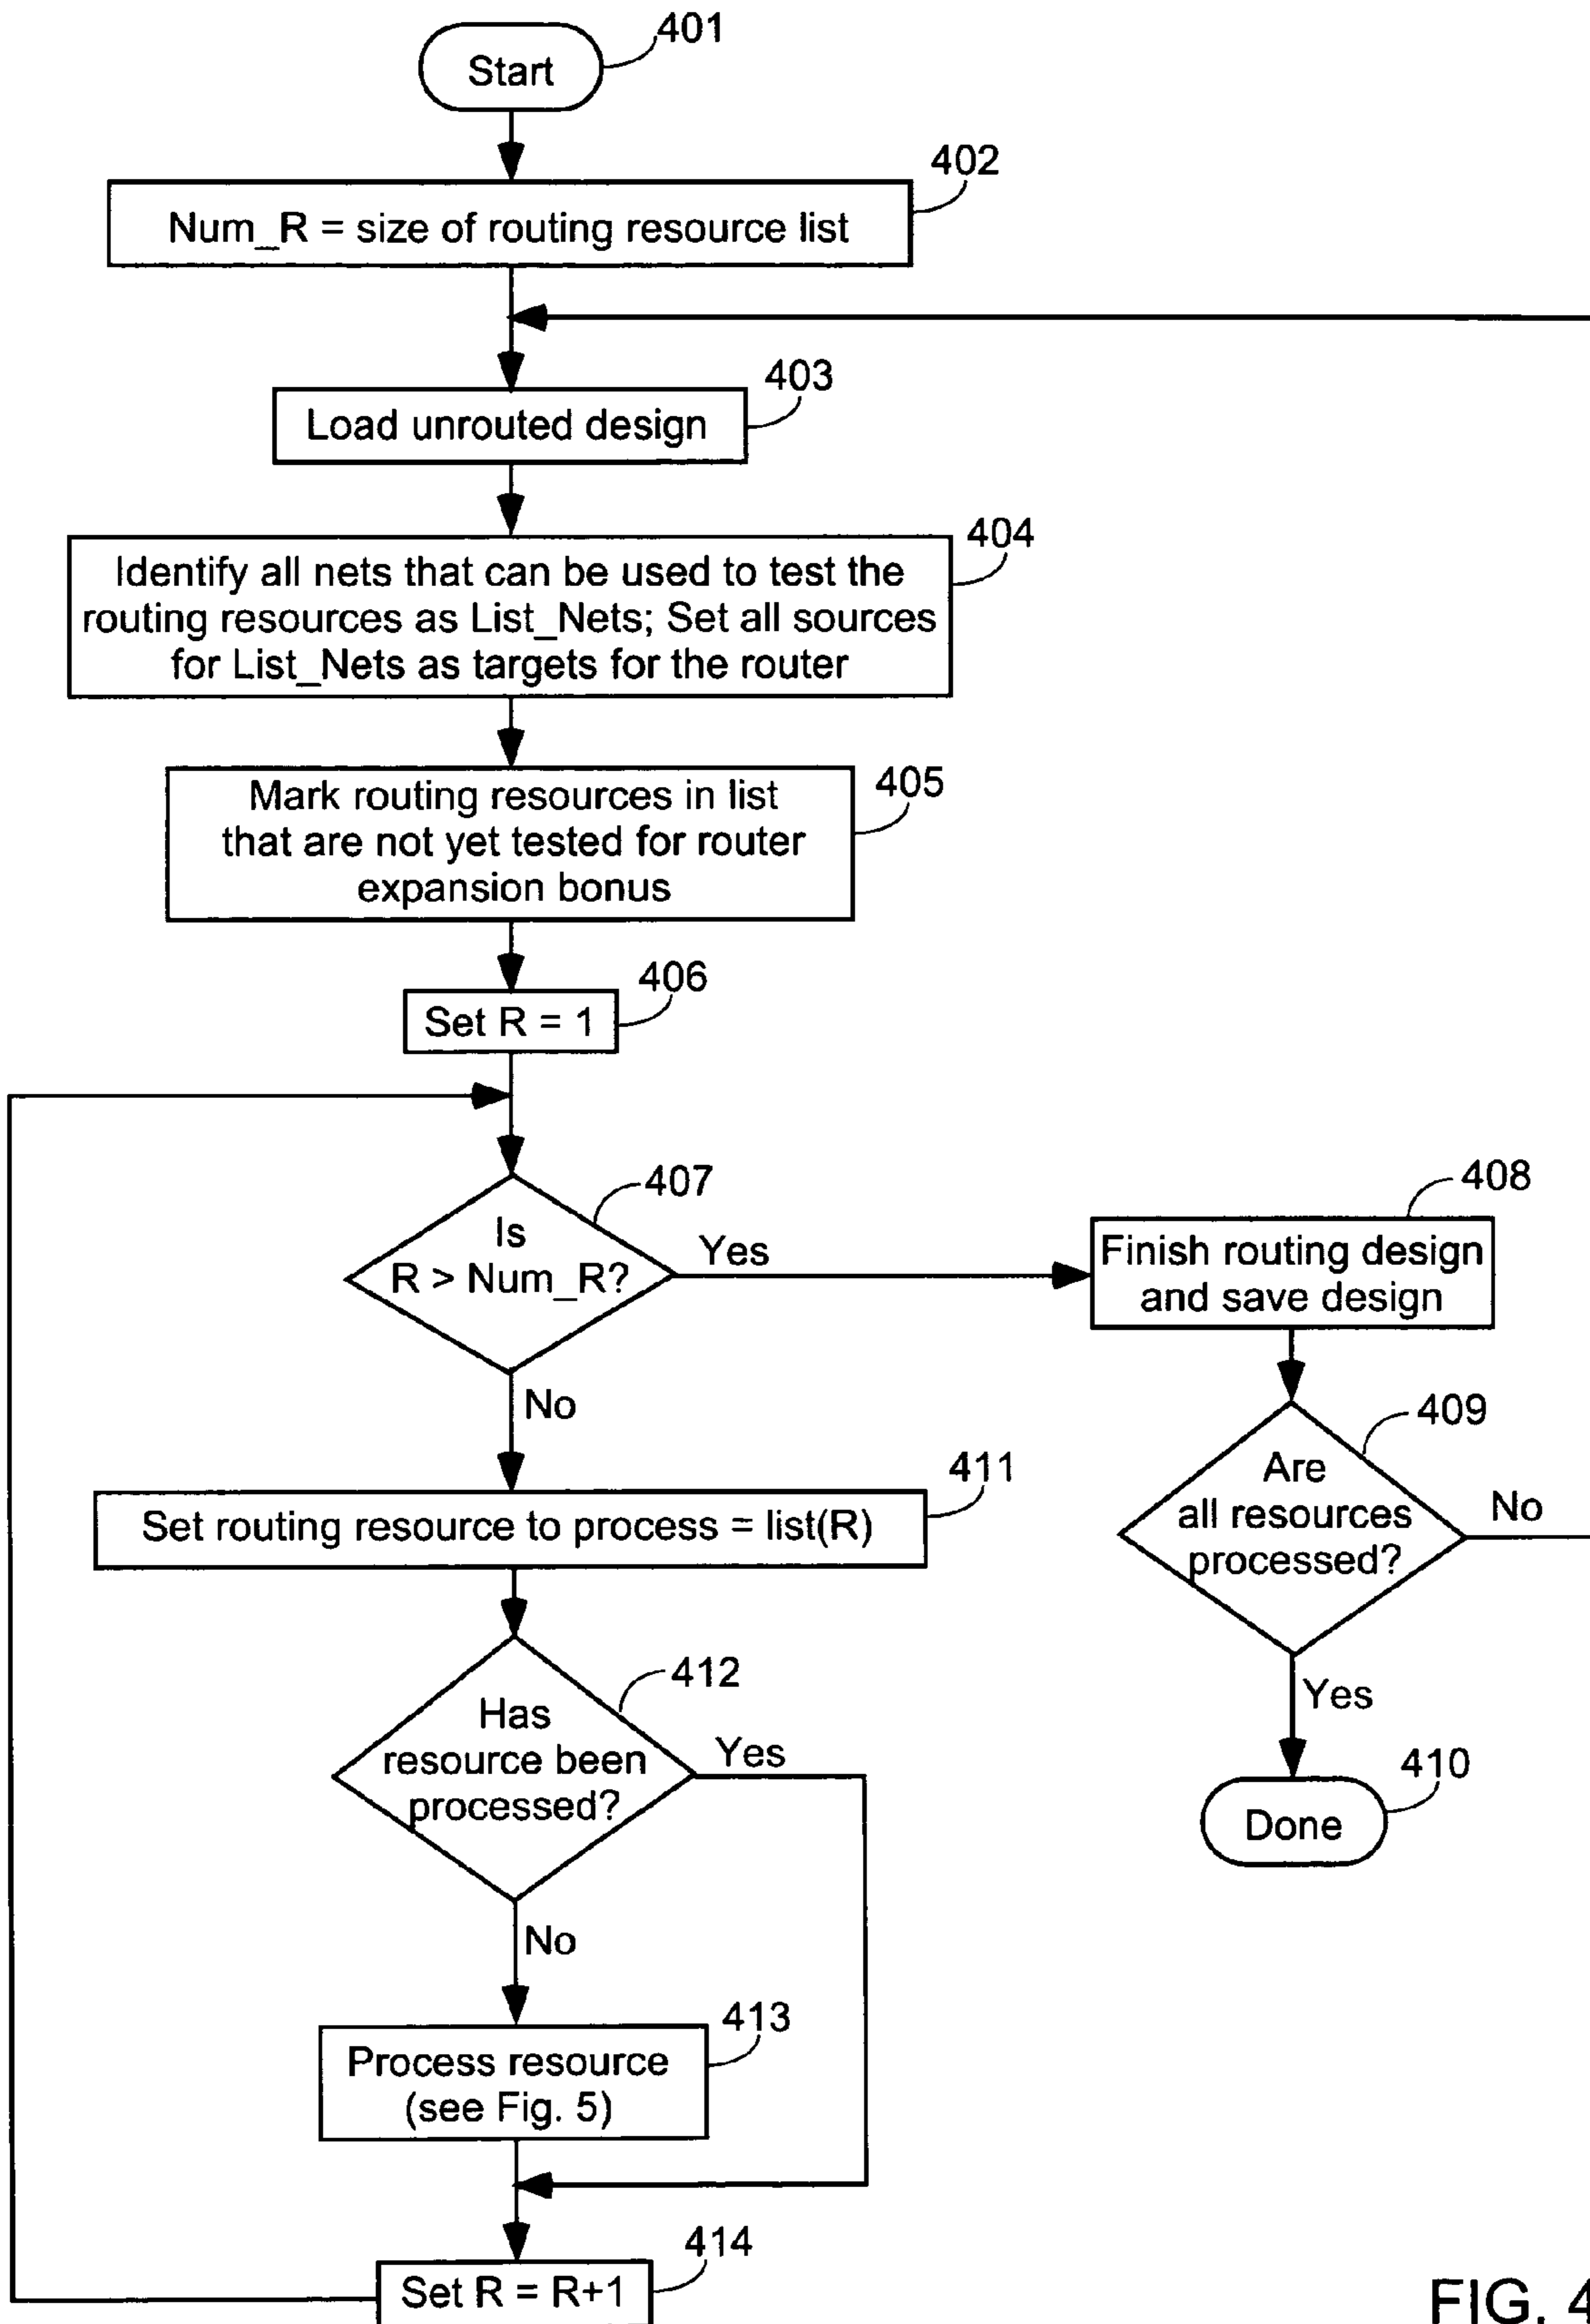 Start
401
402
Num_R = size of routing resource list
403
Load unrouted design
404
Identify all nets that can be used to test the
routing resources as List_Nets; Set all sources
for List_Nets as targets for the router
405
Mark routing resources in list
that are not yet tested for router
expansion bonus
406
Set R = 1
407
Is
R > Num_R?
Yes
No
408
Finish routing design
and save design
409
Are
all resources
processed?
No
Yes
410
Done
411
Set routing resource to process = list(R)
412
Has
resource been
processed?
Yes
No
413
Process resource
(see Fig. 5)
414
Set R = R+1
FIG. 4